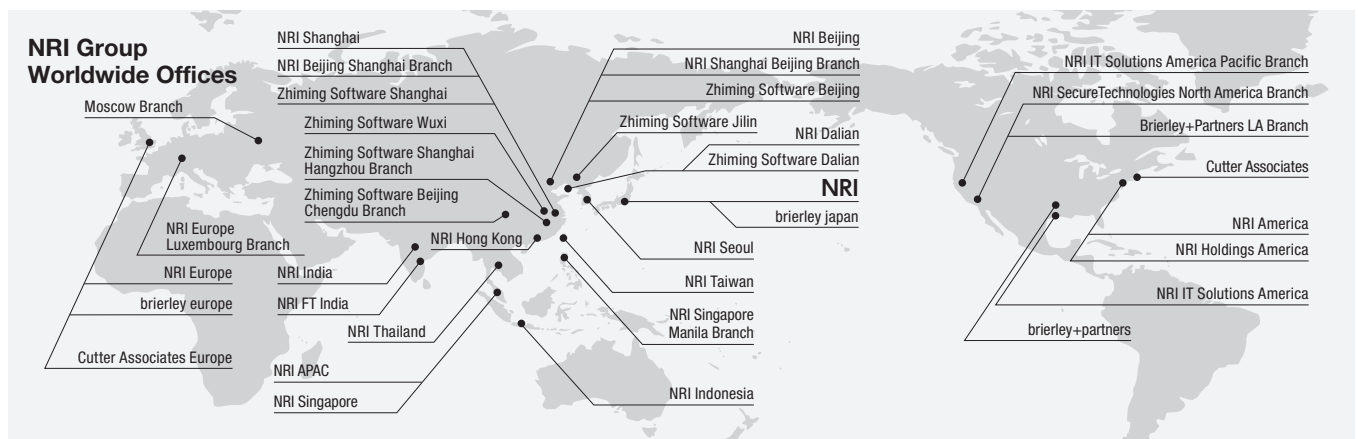 NRI Group
Worldwide Offices
Moscow Branch
NRI Europe
Luxembourg Branch
NRI Europe
brierley europe
Cutter Associates Europe
NRI Shanghai
NRI Beijing Shanghai Branch
Zhiming Software Shanghai
Zhiming Software Wuxi
Zhiming Software Shanghai
Hangzhou Branch
Zhiming Software Beijing
Chengdu Branch
NRI Hong Kong
NRI India
NRI FT India
NRI Thailand
NRI APAC
NRI Singapore
NRI Beijing
NRI Shanghai Beijing Branch
Zhiming Software Beijing
Zhiming Software Jilin
NRI Dalian
Zhiming Software Dalian
NRI
brierley japan
NRI Seoul
NRI Taiwan
NRI Singapore
Manila Branch
NRI Indonesia
NRI IT Solutions America Pacific Branch
NRI SecureTechnologies North America Branch
Brierley+Partners LA Branch
Cutter Associates
NRI America
NRI Holdings America
NRI IT Solutions America
brierley+partners